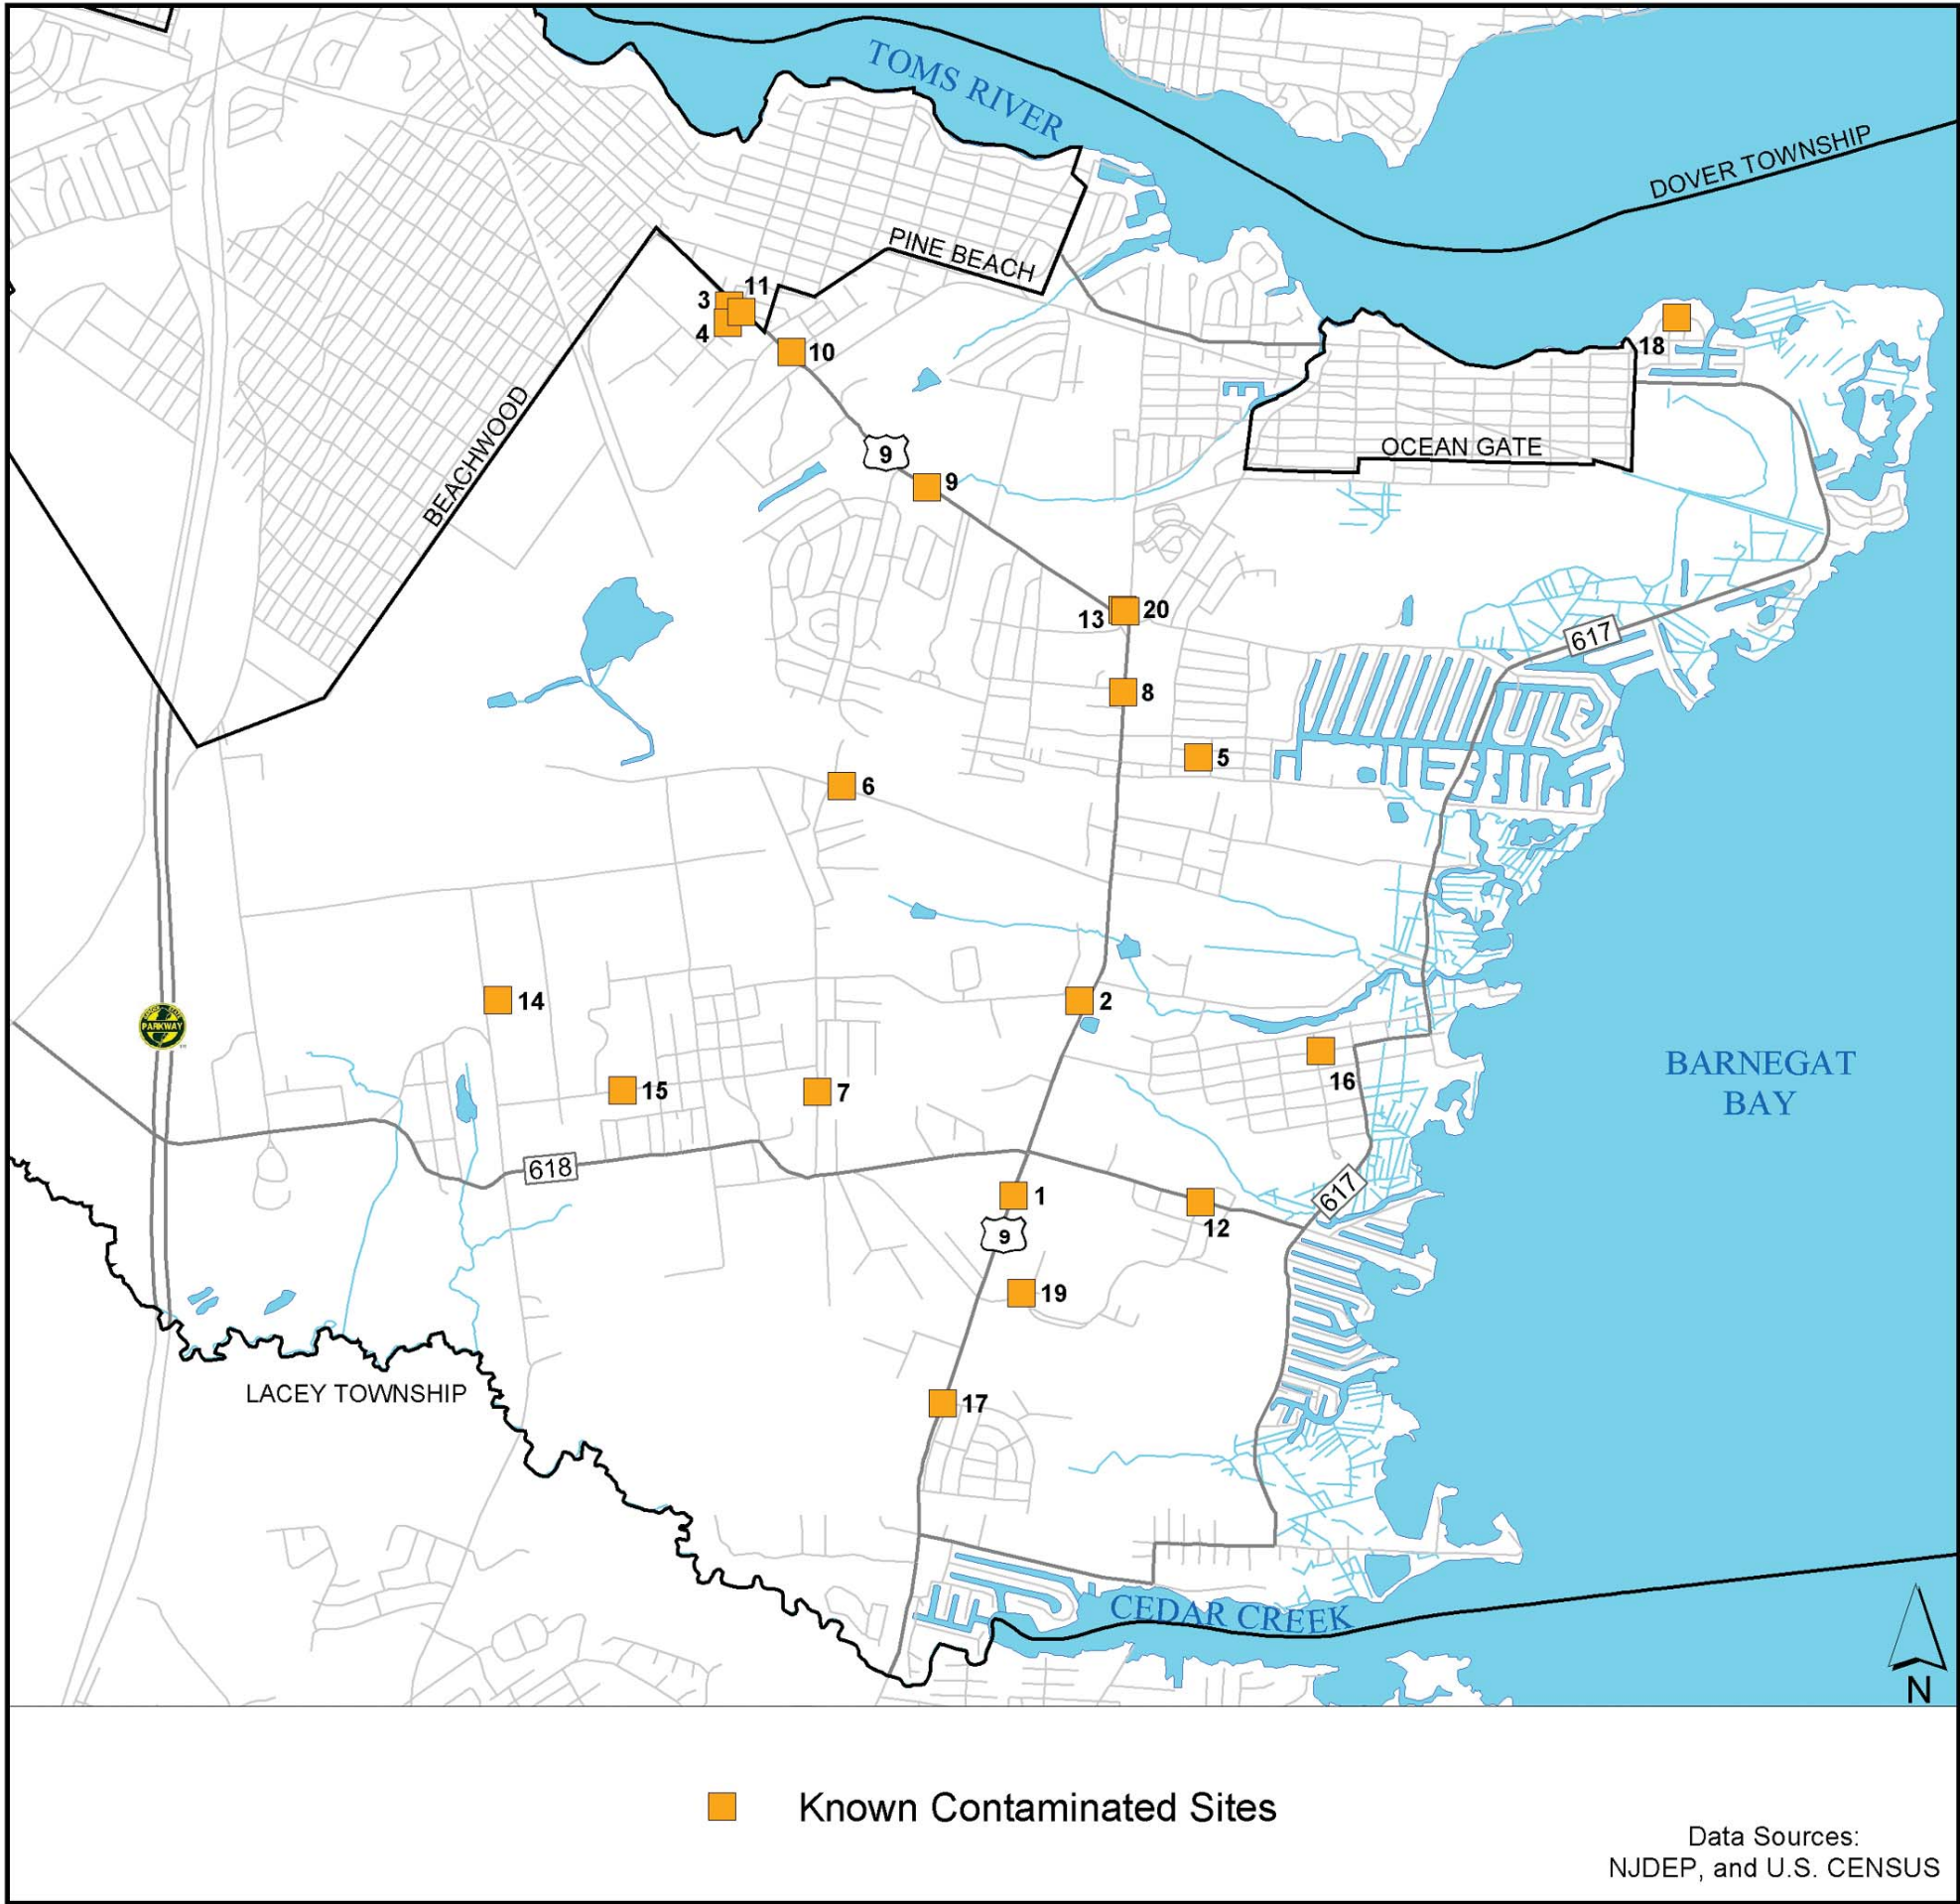 TOMS RIVER
DOVER TOWNSHIP
PINE BEACH
11
3
4
10
18
BEACHWOOD
OCEAN GATE
9
9
13
20
617
8
5
6
14
2
PARKWAY
BARNEGAT
BAY
16
15
7
618
617
1
12
9
19
LACEY TOWNSHIP
17
CEDAR CREEK
N
Known Contaminated Sites
Data Sources:
NJDEP, and U.S. CENSUS